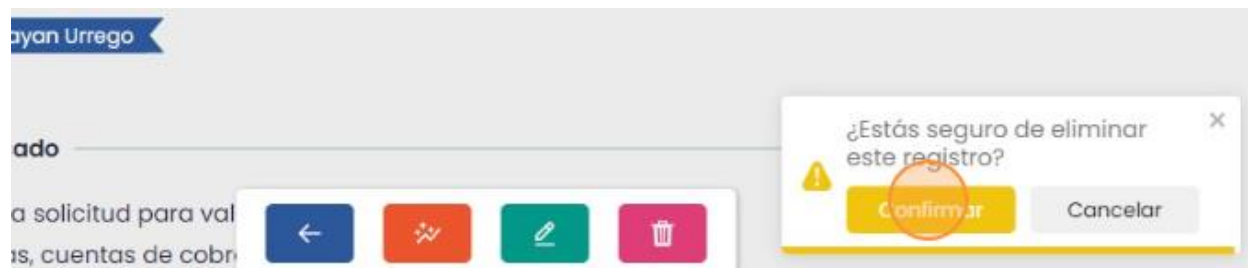 ayan Urrego
¿Estás seguro de eliminar
este registro?
Confirmar
Cancelar
ado
a solicitud para val
as, cuentas de cobr